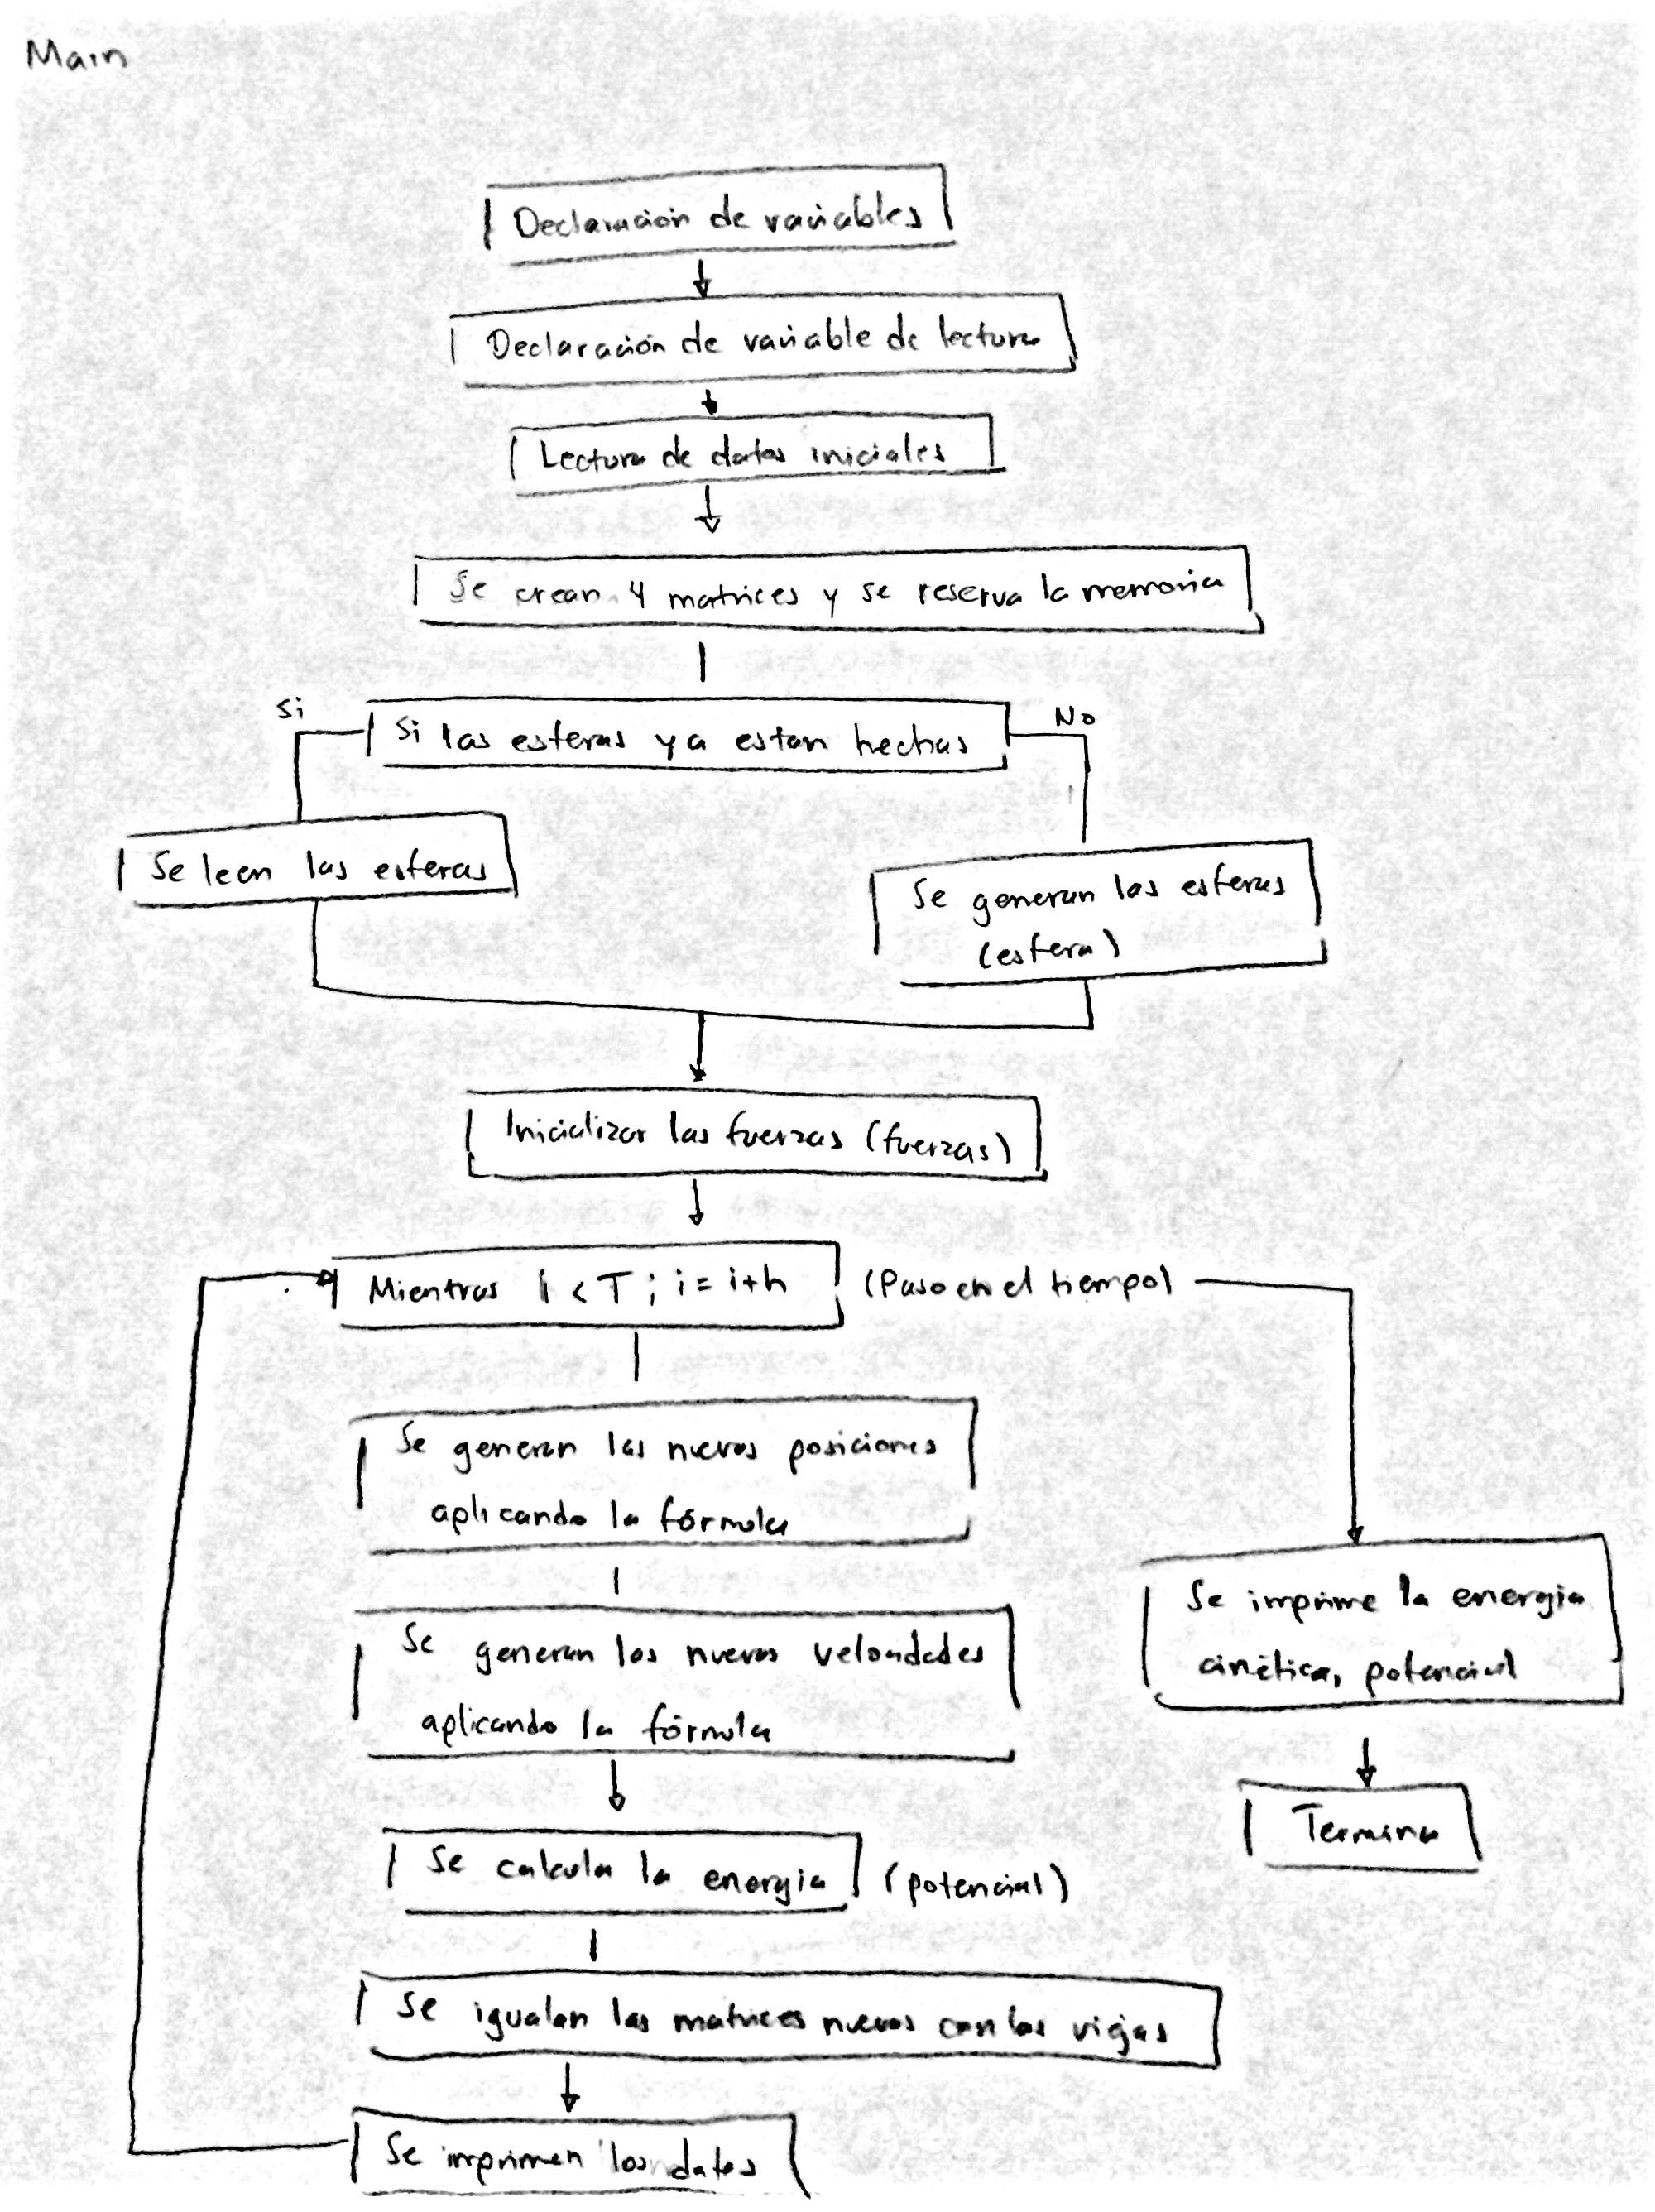 Main
Declaración de variables
Declaración de variable de lectura
Lectura de datos iniciales
Se crean 4 matrices y se reserva la memoria
Si
Si las esferas ya estan hechas
No
Se leen las esferas
Se generan las esferas
(esfera)
Inicializar las fuerzas (fuerzas)
Mientras i < T ; i = i+h
(Paso en el tiempo)
Se generan las nuevas posiciones
aplicando la fórmula
Se generan las nuevas velocidades
aplicando la fórmula
Se imprime la energia
cinética, potencial
Termina
Se calcula la energia
(potencial)
Se igualan las matrices nuevas con las viejas
Se imprimen los datos